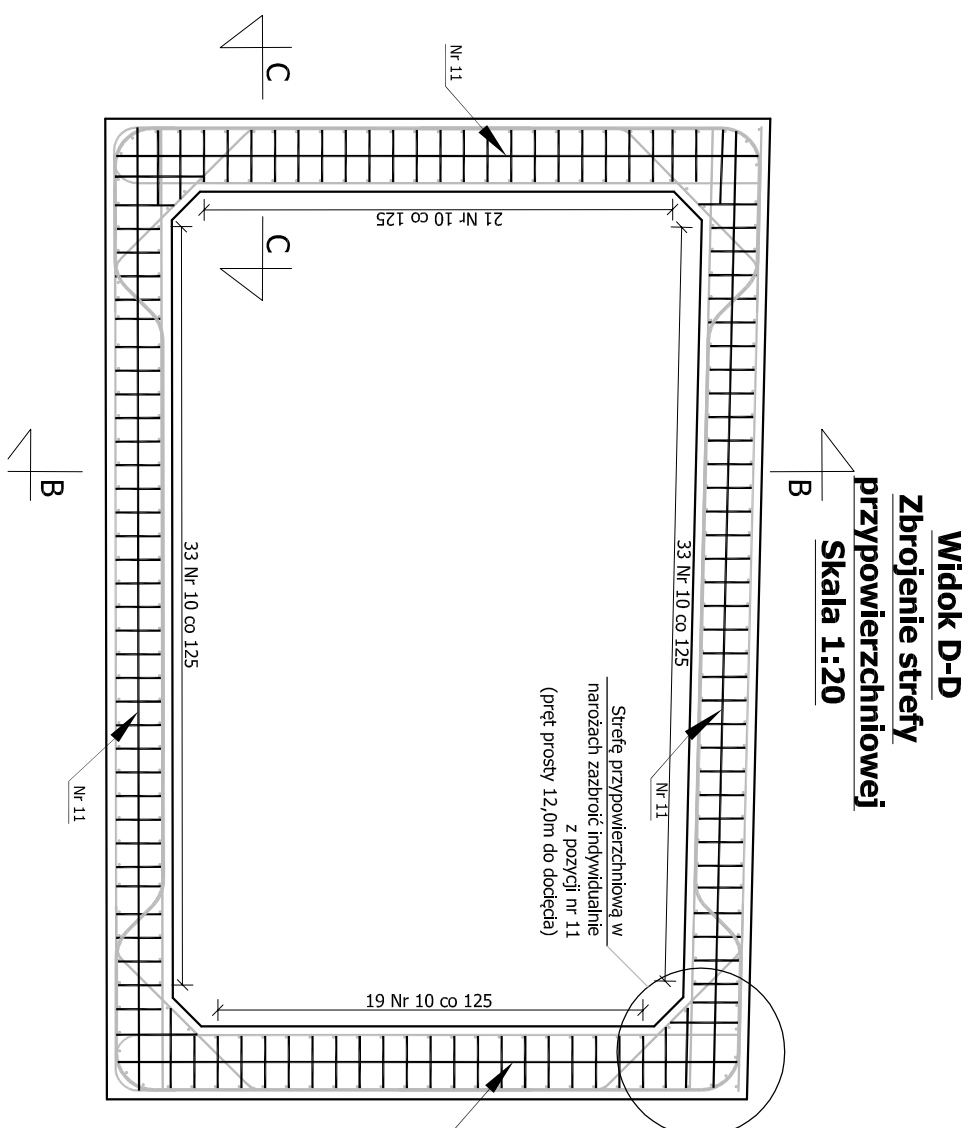 Widok D-D
Zbrojenie strefy
przypowierzchniowej
Skala 1:20
Nr 11
C
C
21 Nr 10 co 125
B
B
33 Nr 10 co 125
33 Nr 10 co 125
Strefę przypowierzchniową w
narożach zazbroić indywidualnie
z pozycji nr 11
(pręt prosty 12,0m do docięcia)
Nr 11
Nr 11
19 Nr 10 co 125